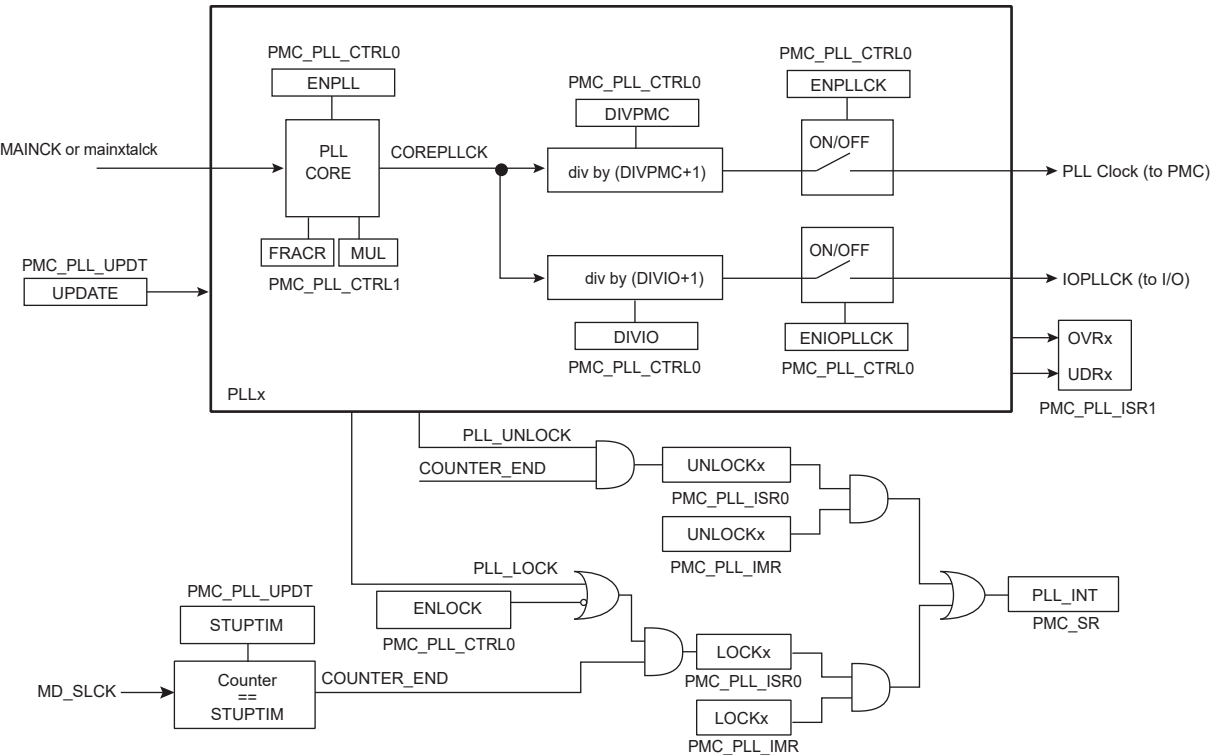 PMC_PLL_CTRL0
ENPLL
PMC_PLL_CTRL0
DIVPMC
PMC_PLL_CTRL0
ENPLLCK
MAINCK or mainxtalck
PLL
CORE
COREPLLCK
div by (DIVPMC+1)
ON/OFF
PLL Clock (to PMC)
FRACR
MUL
PMC_PLL_CTRL1
PMC_PLL_UPDT
UPDATE
div by (DIVIO+1)
ON/OFF
IOPLLCK (to I/O)
DIVIO
PMC_PLL_CTRL0
ENIOPLLCK
PMC_PLL_CTRL0
OVRx
UDRx
PMC_PLL_ISR1
PLLx
PLL_UNLOCK
COUNTER_END
UNLOCKx
PMC_PLL_ISR0
UNLOCKx
PMC_PLL_IMR
PLL_LOCK
ENLOCK
PMC_PLL_CTRL0
PLL_INT
PMC_SR
PMC_PLL_UPDT
STUPTIM
MD_SLCK
Counter
==
STUPTIM
COUNTER_END
LOCKx
PMC_PLL_ISR0
LOCKx
PMC_PLL_IMR